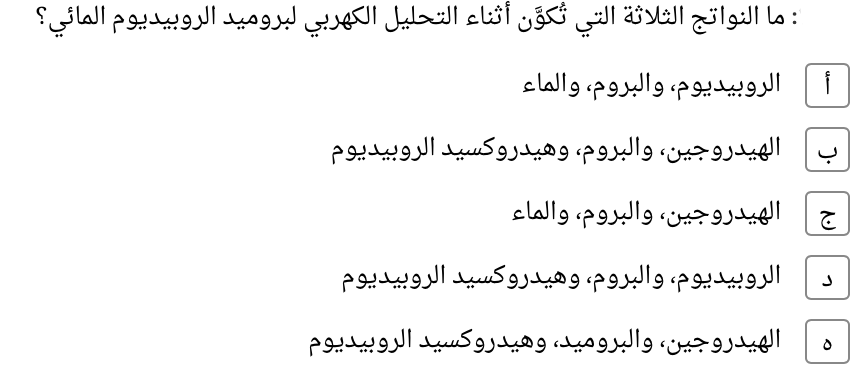 : ما النواتج الثلاثة التي تُكوَّن أثناء التحليل الكهربي لبروميد الروبيديوم المائي؟
أ الروبيديوم، والبروم، والماء
ب الهيدروجين، والبروم، وهيدروكسيد الروبيديوم
ج الهيدروجين، والبروم، والماء
د الروبيديوم، والبروم، وهيدروكسيد الروبيديوم
ه الهيدروجين، والبروميد، وهيدروكسيد الروبيديوم